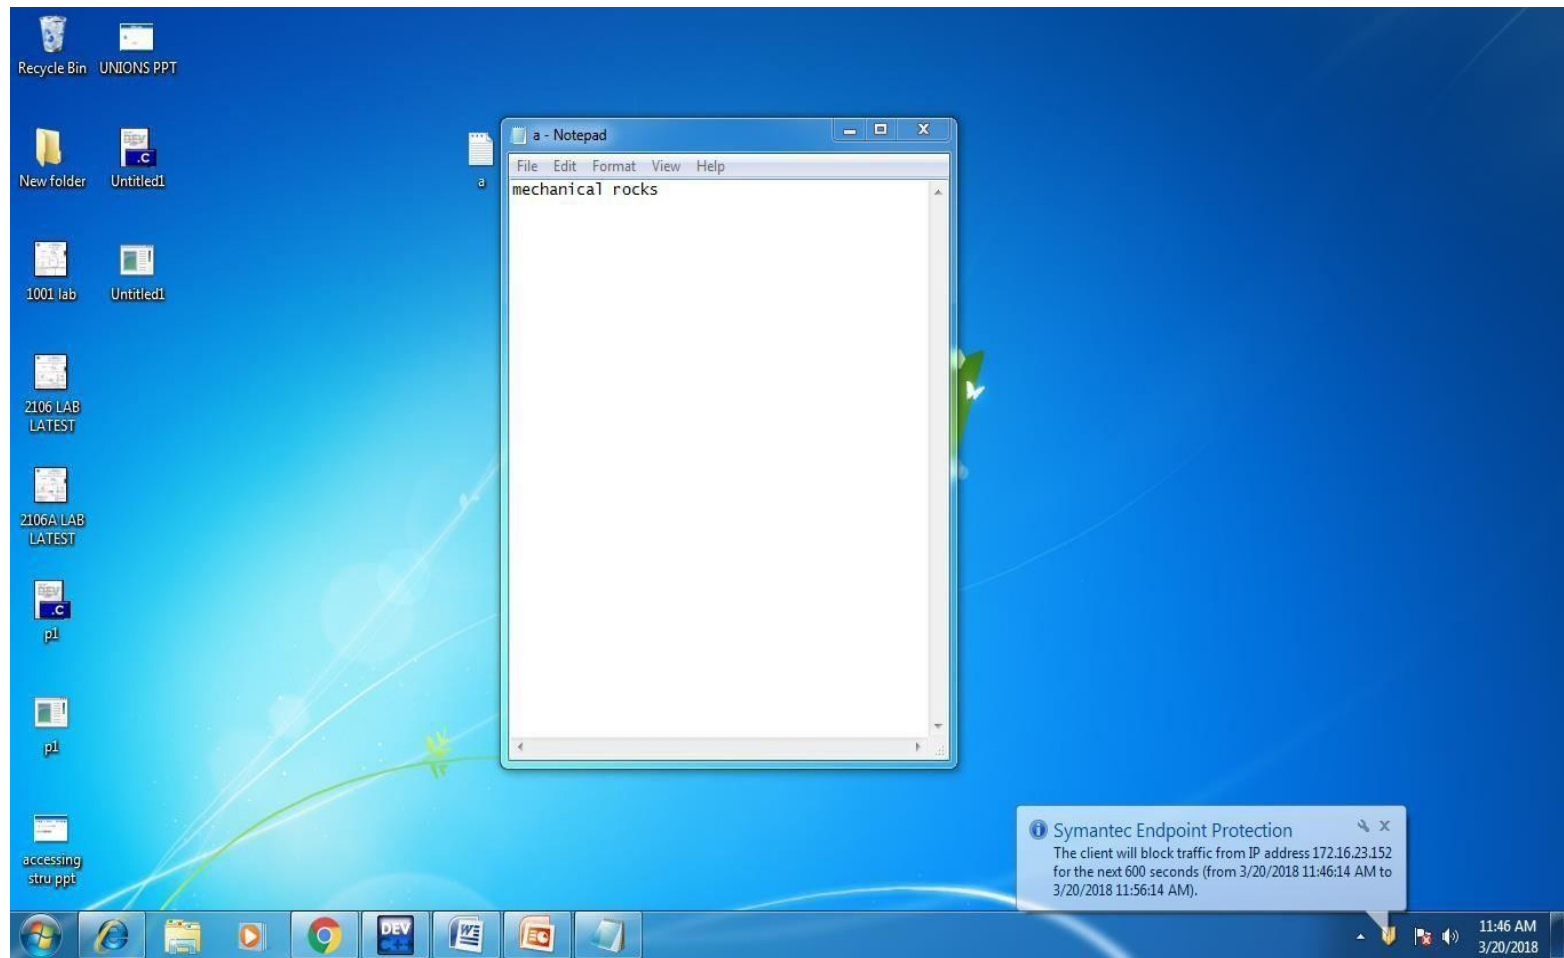 Recycle Bin
UNIONS PPT
New folder
DEV
.C
Untitled1
a
1001 lab
Untitled1
2106 LAB
LATEST
2106A LAB
LATEST
DEV
.C
p1
p1
accessing
stru ppt
a - Notepad
File Edit Format View Help
mechanical rocks
Symantec Endpoint Protection
The client will block traffic from IP address 172.16.23.152
for the next 600 seconds (from 3/20/2018 11:46:14 AM to
3/20/2018 11:56:14 AM).
DEV
C++
W
11:46 AM
3/20/2018